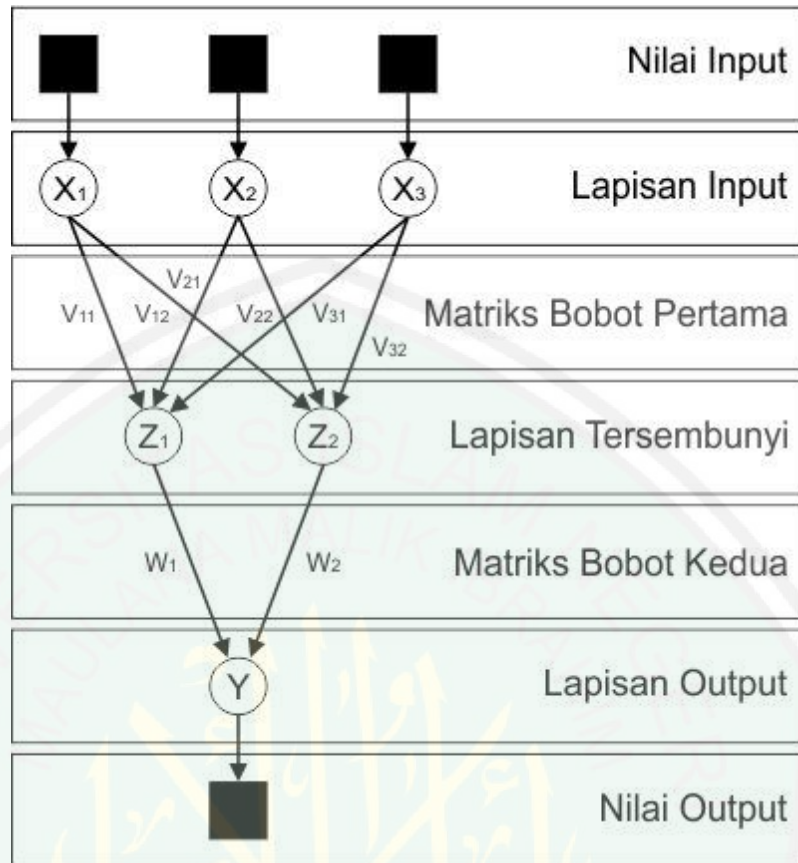 Nilai Input
X1 X2 X3
Lapisan Input
V11 V12 V21 V22 V31 V32
Matriks Bobot Pertama
Z1 Z2
Lapisan Tersembunyi
W1 W2
Matriks Bobot Kedua
Y
Lapisan Output
Nilai Output